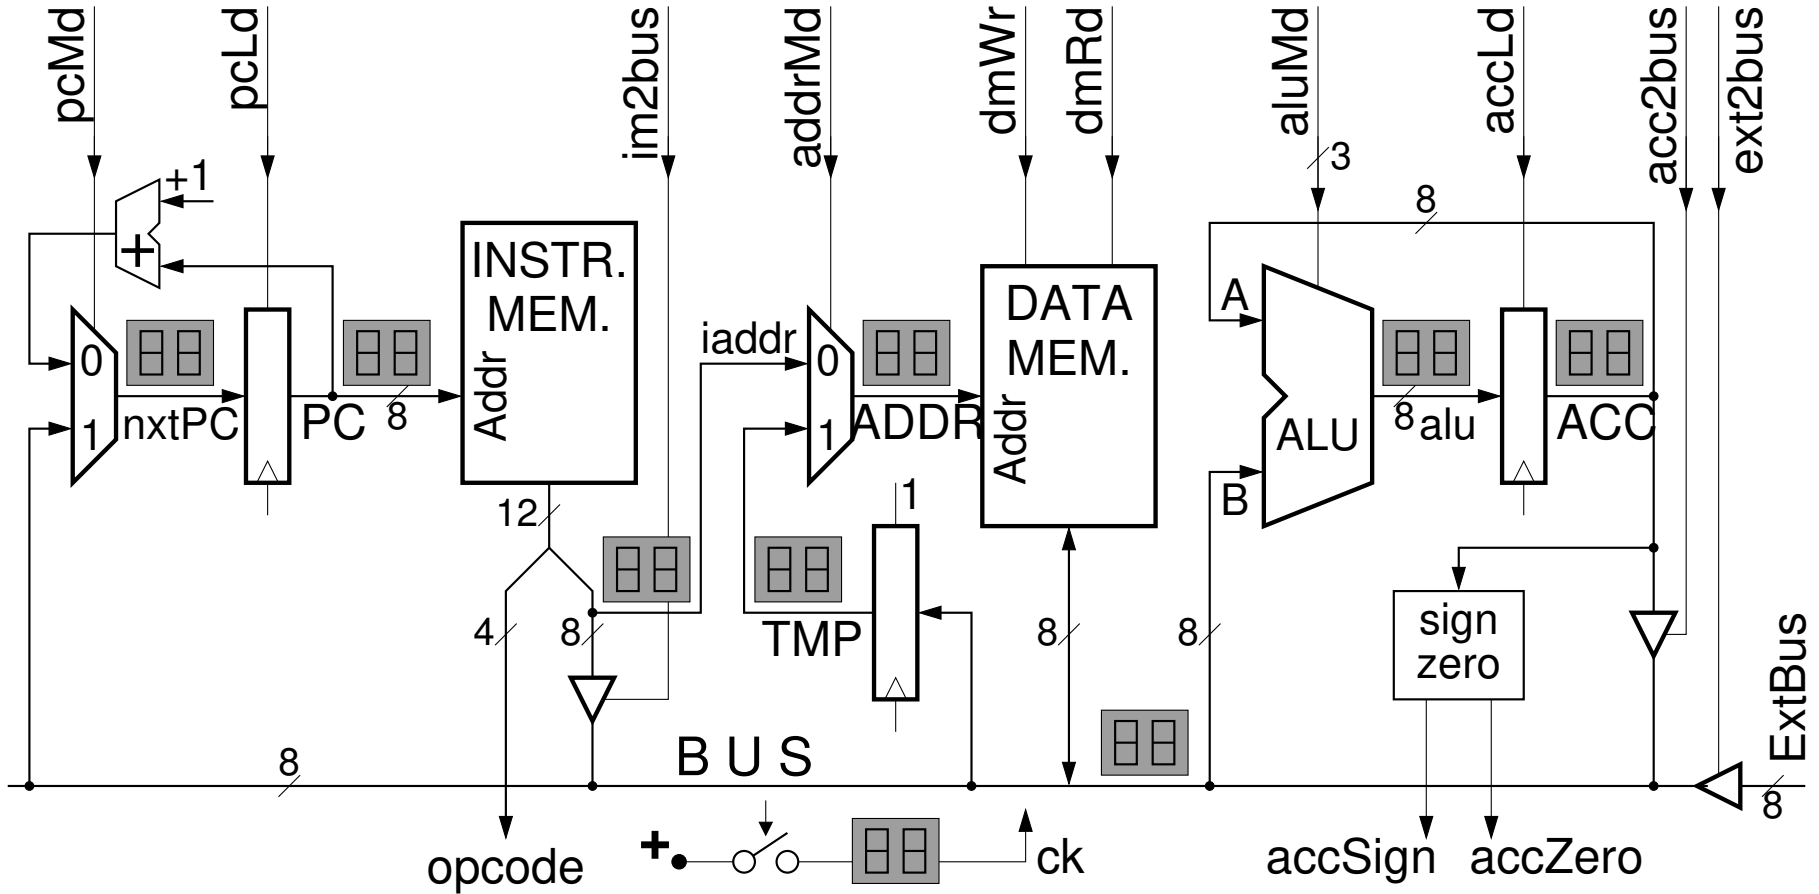 pcMd
pcLd
im2bus
addrMd
dmWr
dmRd
aluMd
accLd
acc2bus
ext2bus
3
+1
8
+
INSTR.
MEM.
Addr
DATA
MEM.
Addr
A
iaddr
0
1
nxtPC
PC
8
0
1
ADDR
ALU
8
alu
ACC
B
12
1
4
8
TMP
8
8
sign
zero
ExtBus
8
B U S
8
+
ck
opcode
accSign
accZero